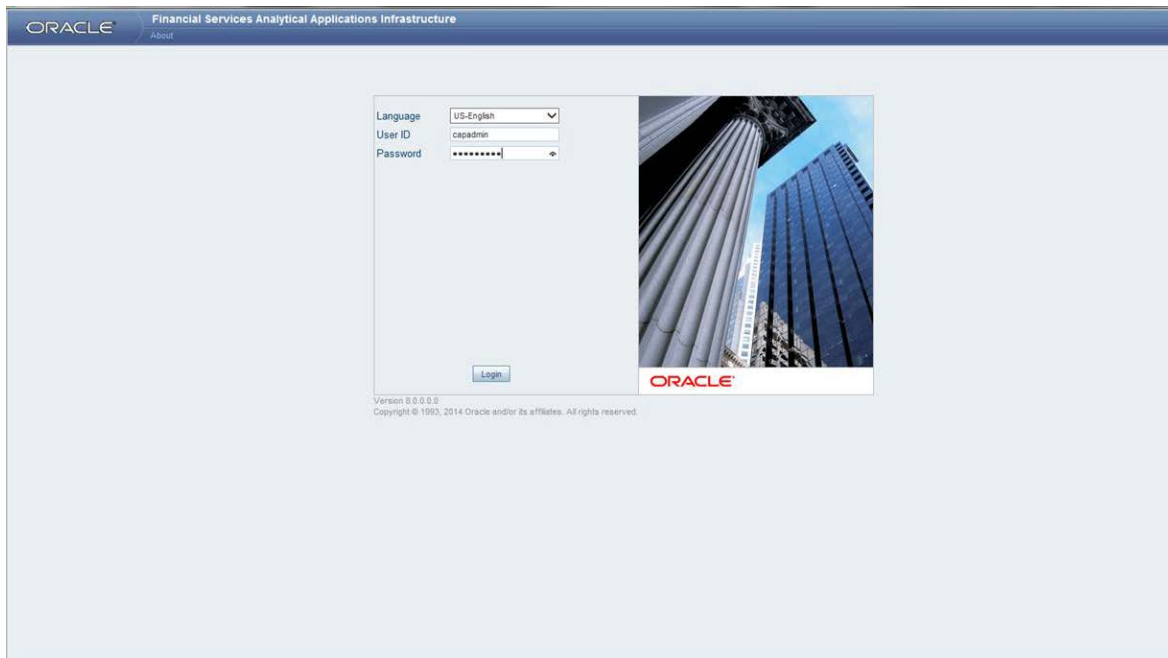 ORACLE®
Financial Services Analytical Applications Infrastructure
About
Language US-English
User ID capadmin
Password •••••••••
Login
ORACLE®
Version 8.0.0.0.0
Copyright © 1993, 2014 Oracle and/or its affiliates. All rights reserved.